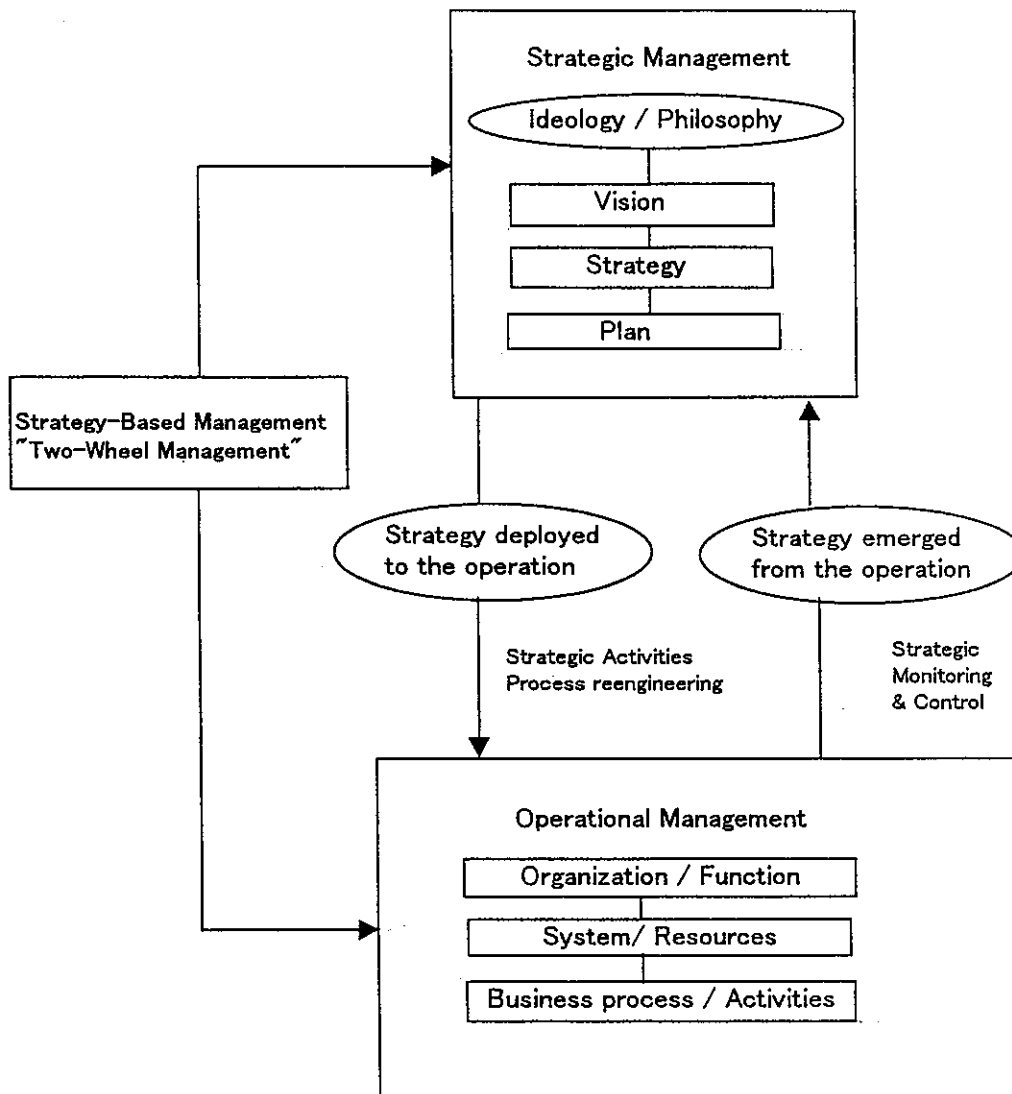 Strategic Management
Ideology / Philosophy
Vision
Strategy
Plan
Strategy-Based Management
"Two-Wheel Management"
Strategy deployed
to the operation
Strategy emerged
from the operation
Strategic Activities
Process reengineering
Strategic
Monitoring
& Control
Operational Management
Organization / Function
System/ Resources
Business process / Activities